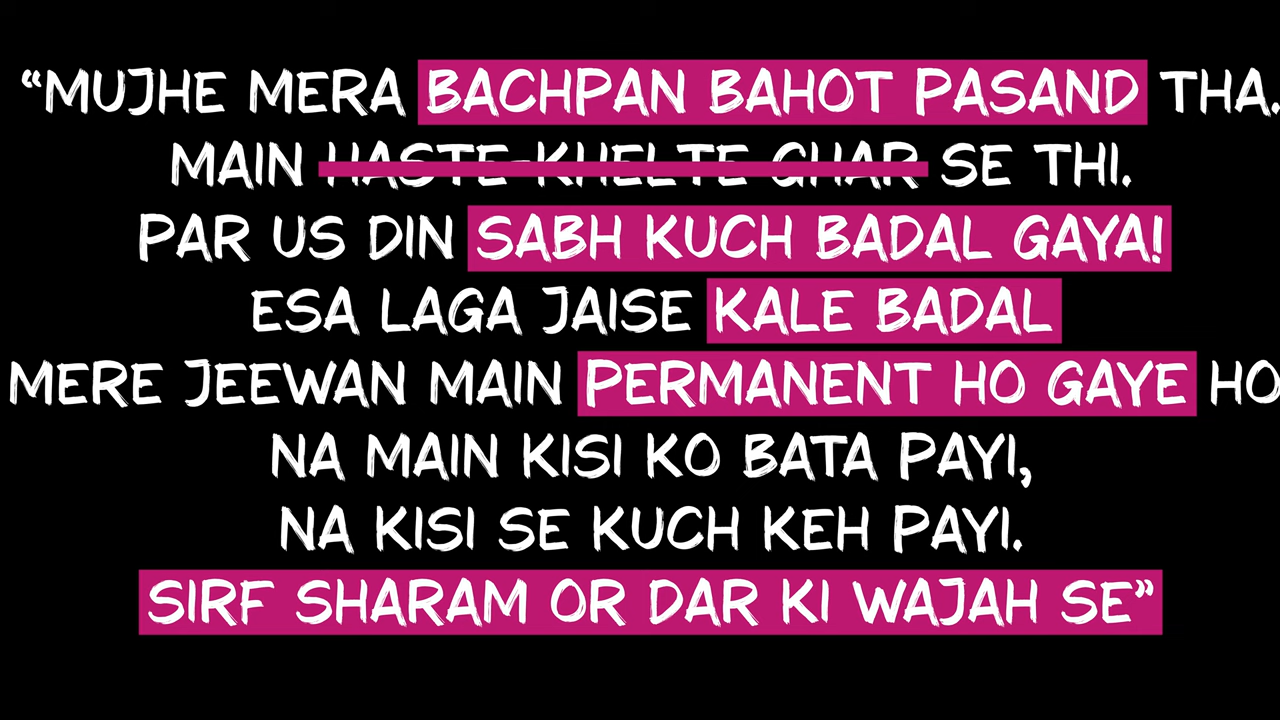 “MUJHE MERA BACHPAN BAHOT PASAND THA.
MAIN HASTE-KHELTE GHAR SE THI.
PAR US DIN SABH KUCH BADAL GAYA!
ESA LAGA JAISE KALE BADAL
MERE JEEWAN MAIN PERMANENT HO GAYE HO
NA MAIN KISI KO BATA PAYI,
NA KISI SE KUCH KEH PAYI.
SIRF SHARAM OR DAR KI WAJAH SE”